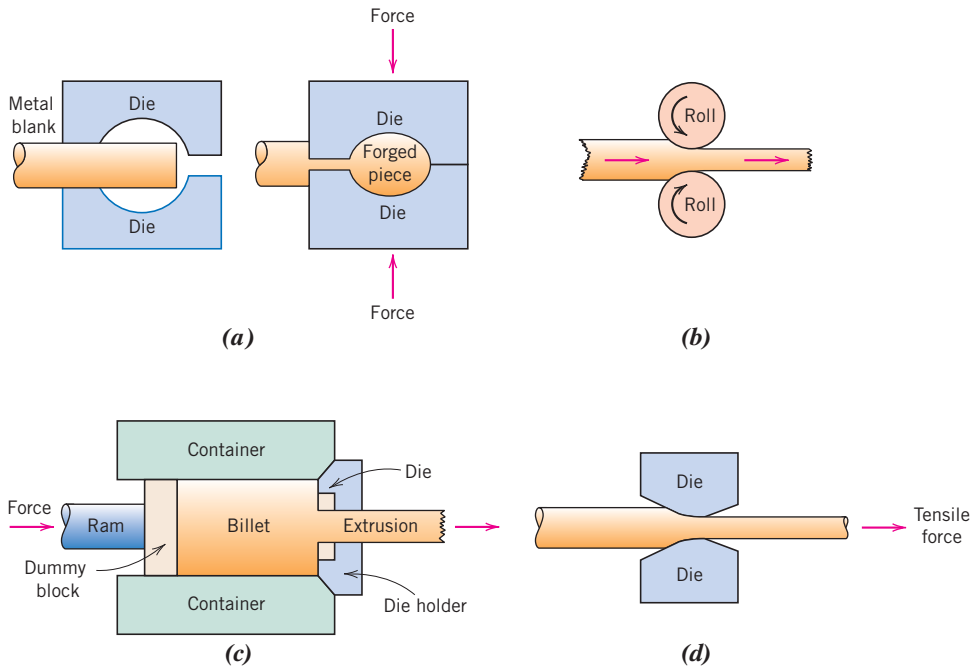 Force
Metal
blank
Die
Die
Die
Forged
piece
Die
Force
(a)
Roll
Roll
(b)
Container
Die
Force
Ram
Billet
Extrusion
Dummy
block
Container
Die holder
(c)
Die
Tensile
force
Die
(d)